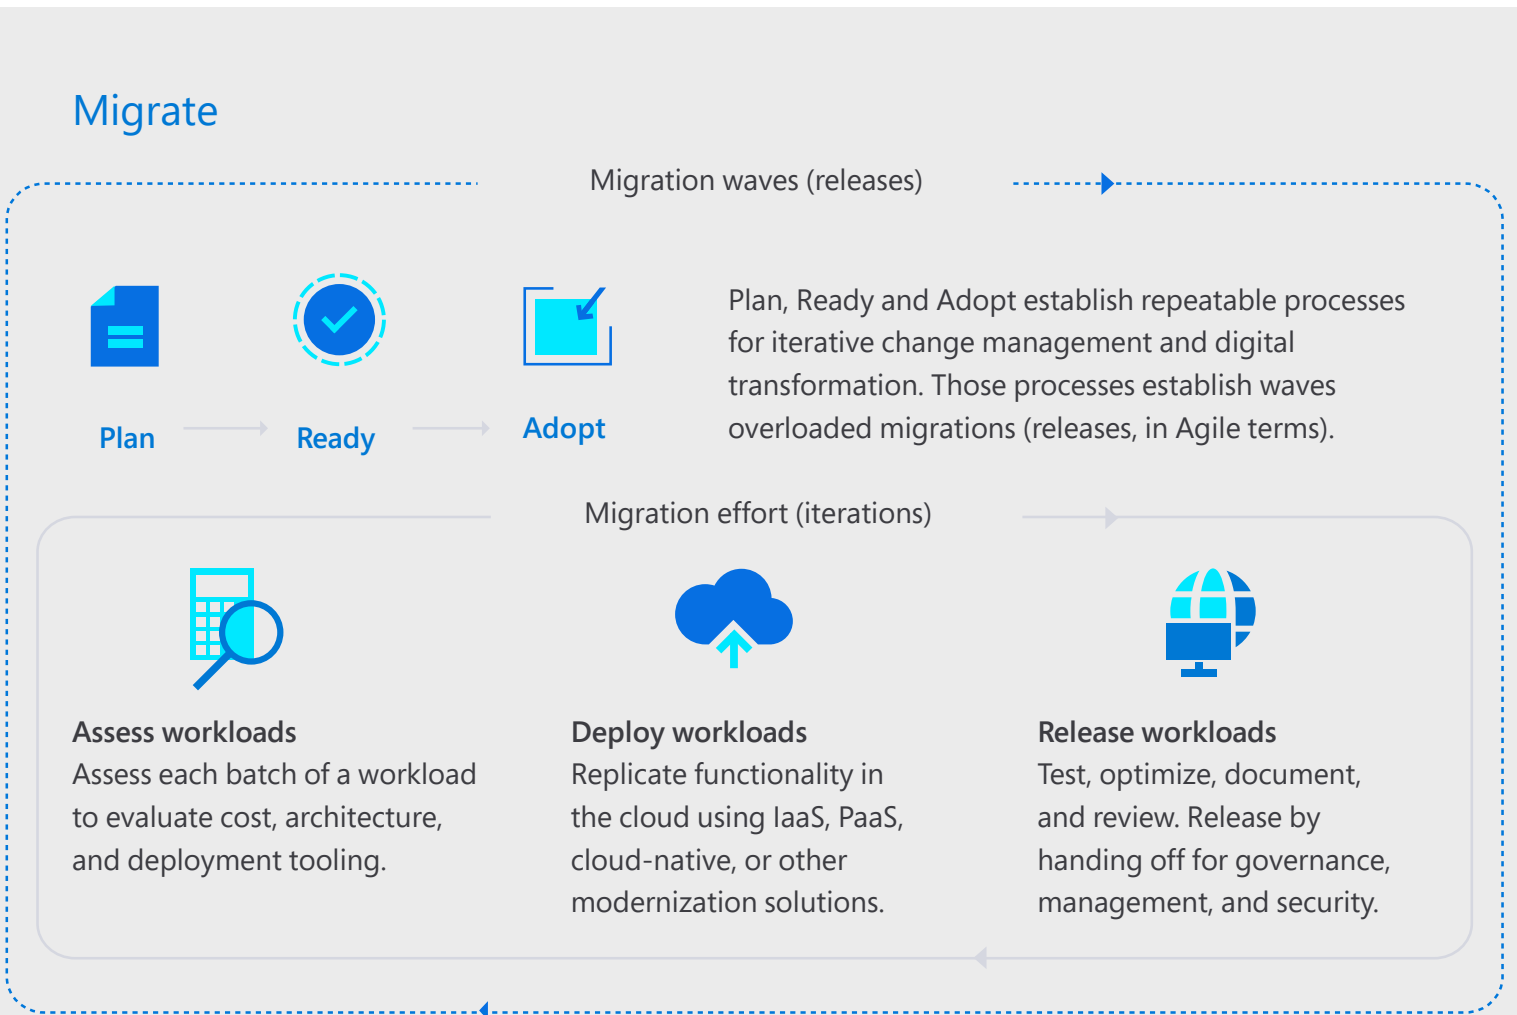 Migrate
Migration waves (releases)
Plan
Ready
Adopt
Plan, Ready and Adopt establish repeatable processes
for iterative change management and digital
transformation. Those processes establish waves
overloaded migrations (releases, in Agile terms).
Migration effort (iterations)
Assess workloads
Assess each batch of a workload
to evaluate cost, architecture,
and deployment tooling.
Deploy workloads
Replicate functionality in
the cloud using IaaS, PaaS,
cloud-native, or other
modernization solutions.
Release workloads
Test, optimize, document,
and review. Release by
handing off for governance,
management, and security.